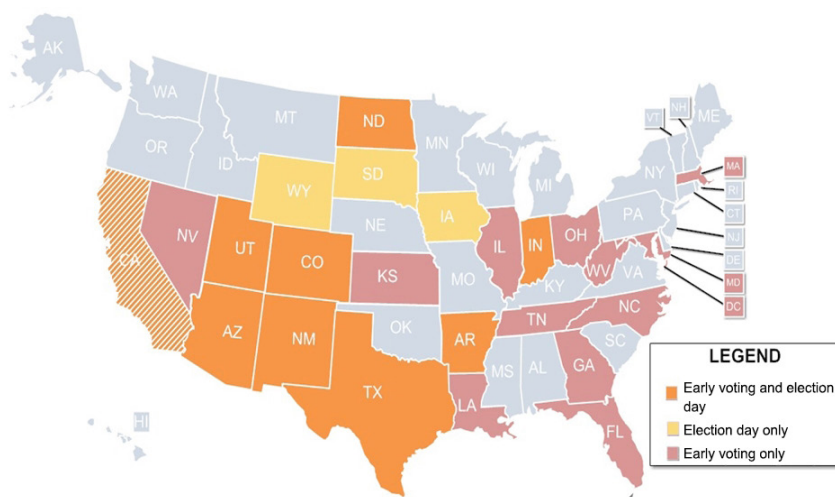 AK
WA
MT
ND
MN
VT
NH
ME
OR
ID
WY
SD
WI
MI
NY
MA
RI
CT
NJ
DE
MD
DC
NV
UT
CO
NE
IA
IL
IN
OH
PA
CA
KS
MO
KY
WV
VA
AZ
NM
OK
AR
TN
NC
SC
TX
LA
MS
AL
GA
FL
HI
LEGEND
Early voting and election
day
Election day only
Early voting only